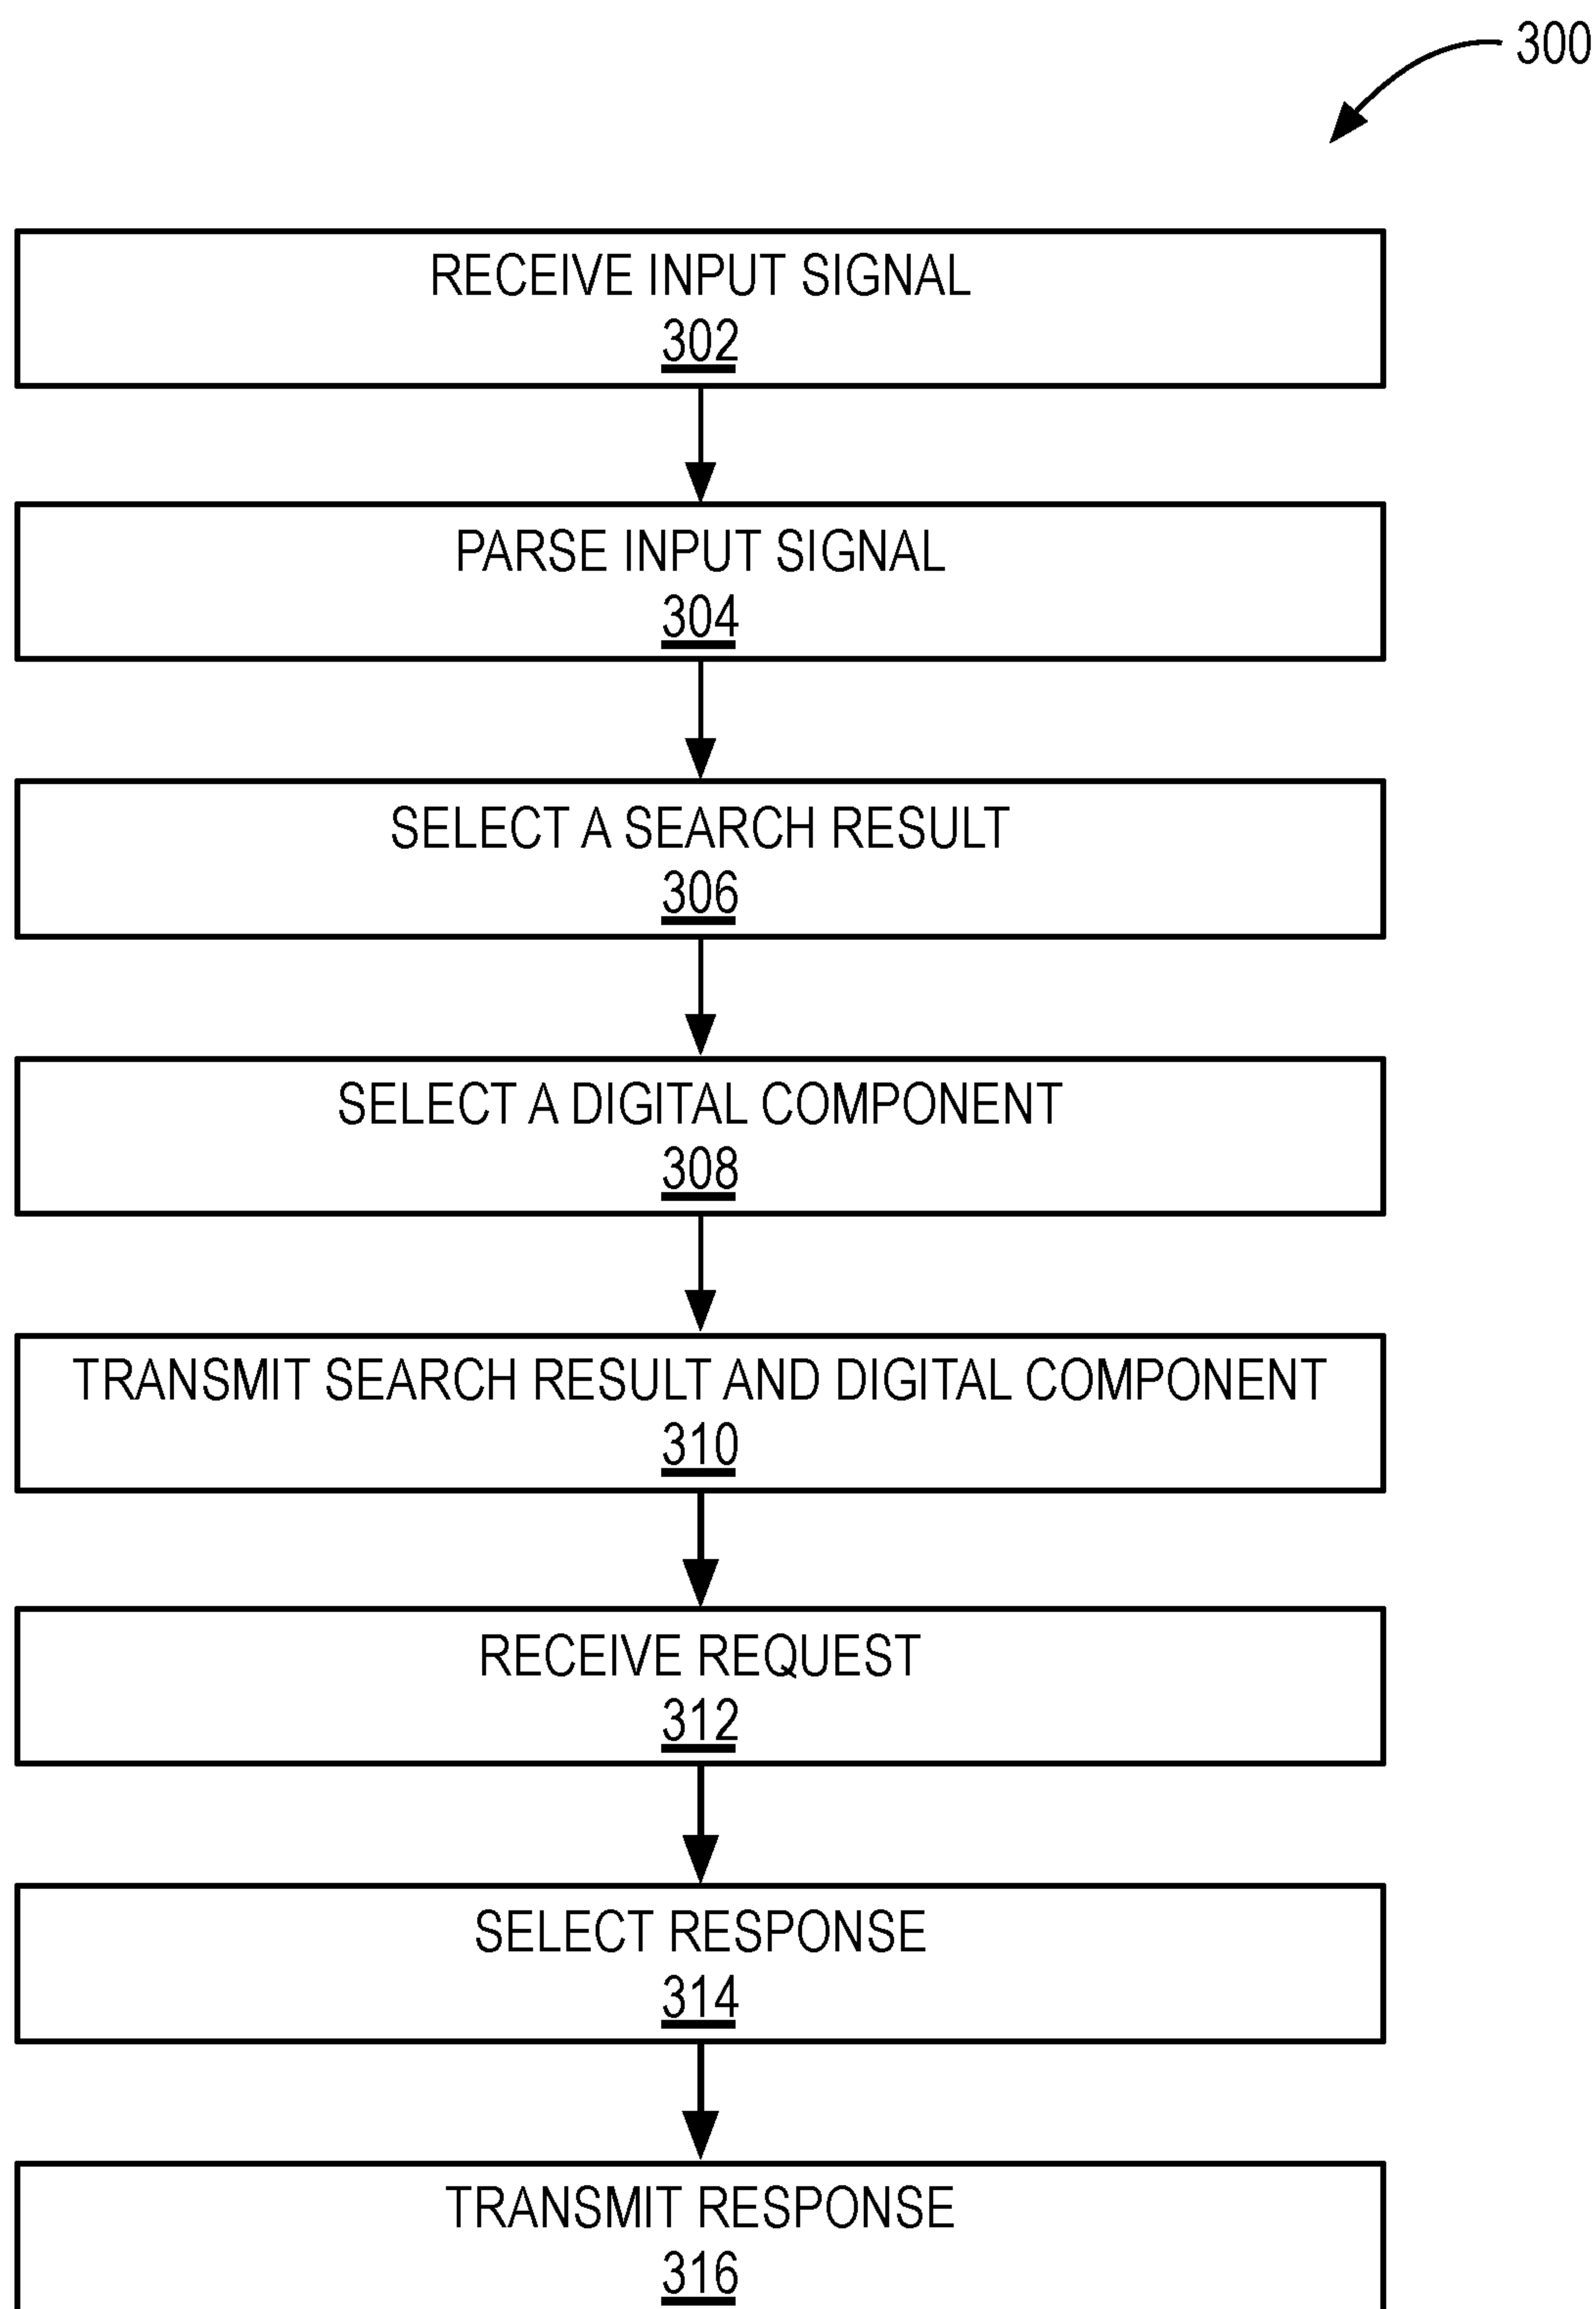 300
RECEIVE INPUT SIGNAL
302
PARSE INPUT SIGNAL
304
SELECT A SEARCH RESULT
306
SELECT A DIGITAL COMPONENT
308
TRANSMIT SEARCH RESULT AND DIGITAL COMPONENT
310
RECEIVE REQUEST
312
SELECT RESPONSE
314
TRANSMIT RESPONSE
316